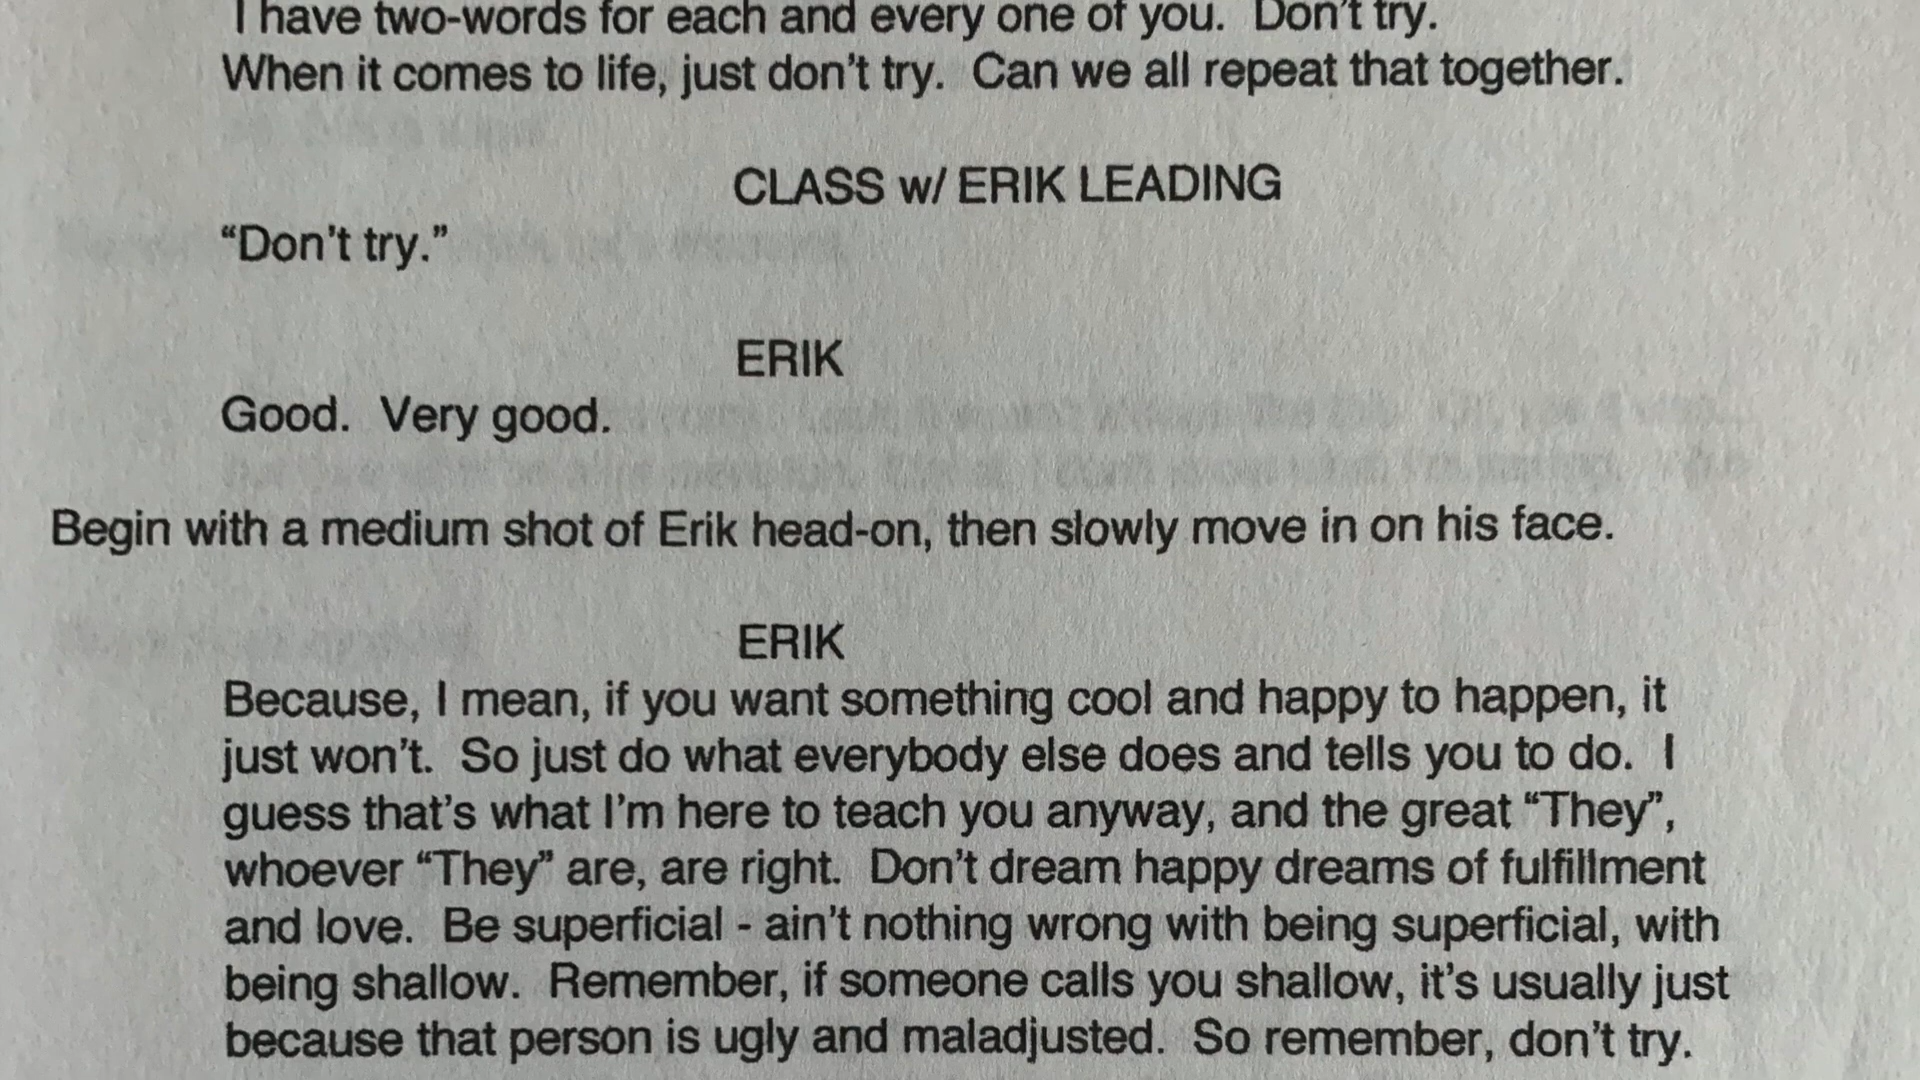 I have two-words for each and every one of you.  Don't try.
When it comes to life, just don't try.  Can we all repeat that together.
CLASS w/ ERIK LEADING
“Don't try.”
ERIK
Good.  Very good.
Begin with a medium shot of Erik head-on, then slowly move in on his face.
ERIK
Because, I mean, if you want something cool and happy to happen, it
just won't.  So just do what everybody else does and tells you to do.  I
guess that's what I'm here to teach you anyway, and the great “They”,
whoever “They” are, are right.  Don't dream happy dreams of fulfillment
and love.  Be superficial - ain't nothing wrong with being superficial, with
being shallow.  Remember, if someone calls you shallow, it's usually just
because that person is ugly and maladjusted.  So remember, don't try.